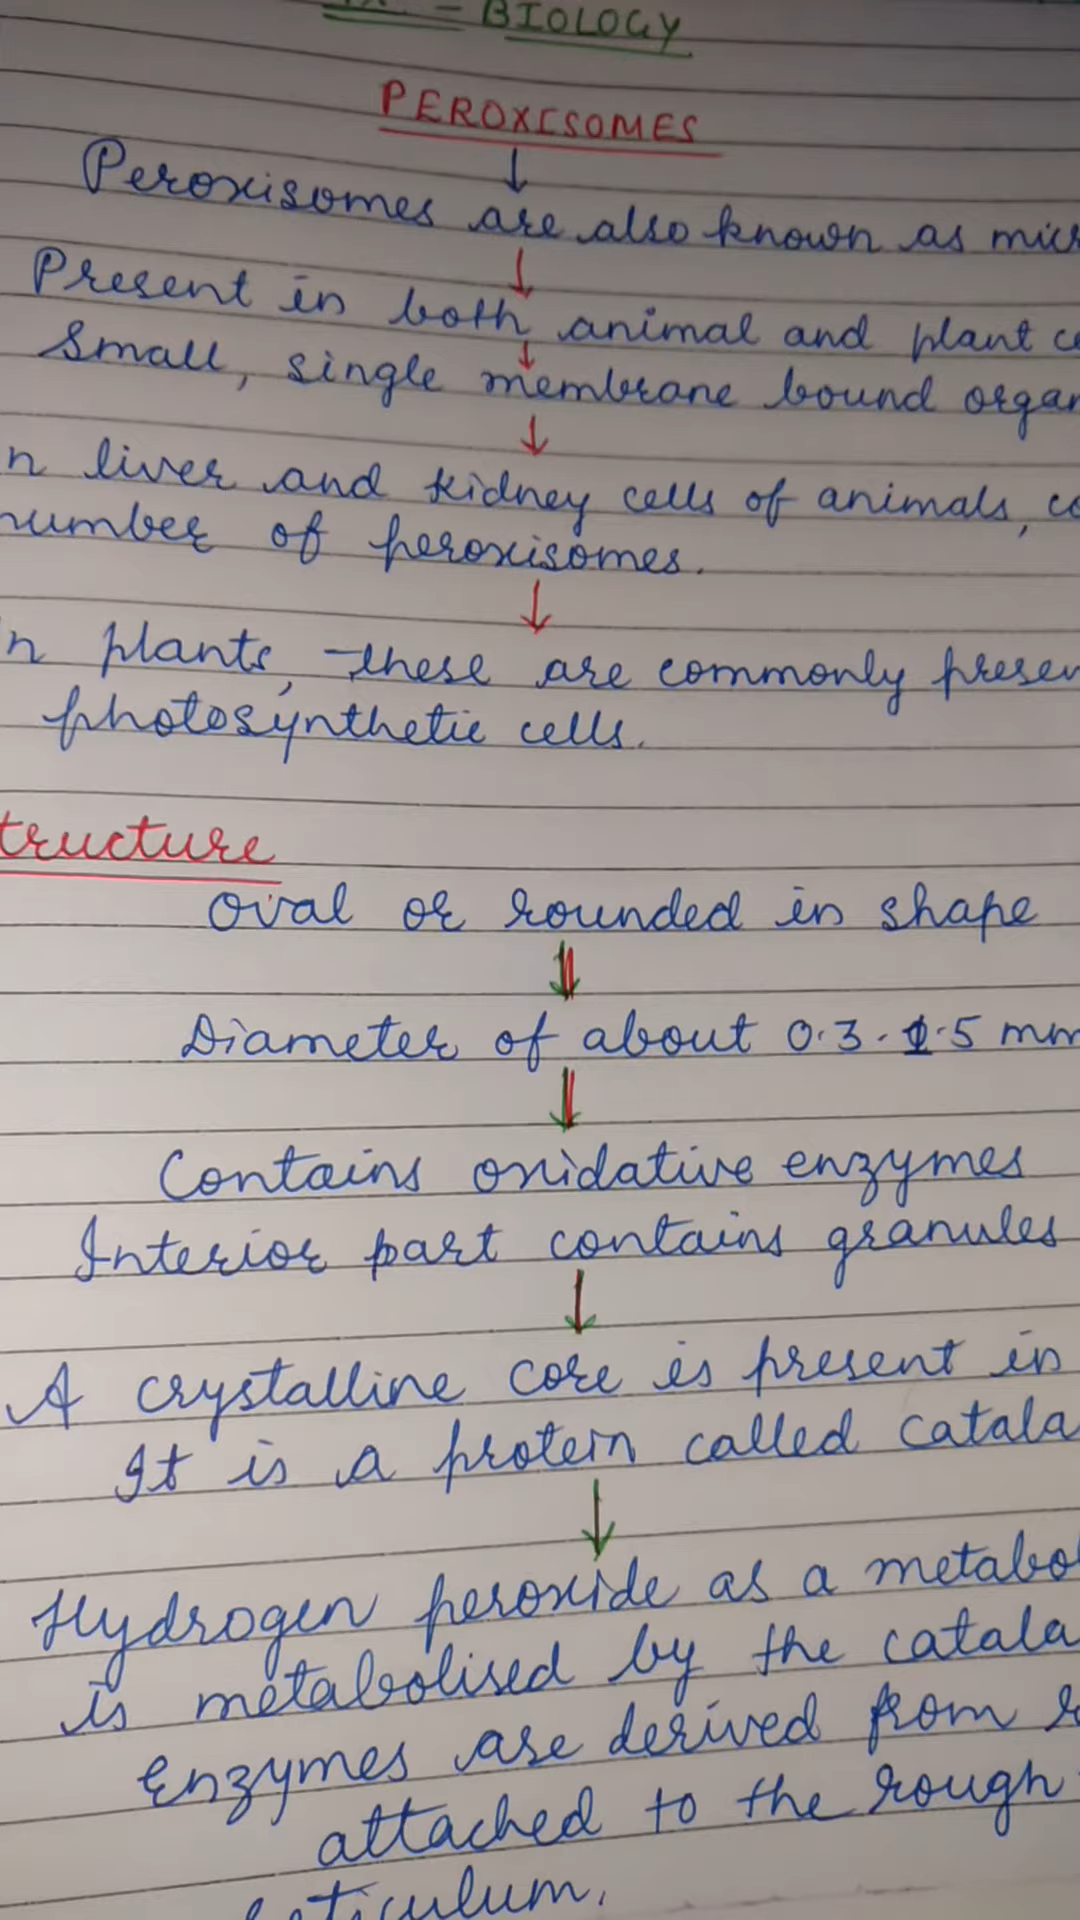 - BIOLOGY
PEROXISOMES
Peroxisomes are also known as
Present in both animal and plant
Small, single membrane bound
liver and kidney cells of animals,
number of peroxisomes.
plants, these are commonly
photosynthetic cells.
Structure
Oval or rounded in shape
Diameter of about 0.3-1.5 mm
Contains oxidative enzymes
Interior part contains granules
A crystalline core is present in
It is a protein called
Hydrogen peroxide as a
is metabolised by the
enzymes are derived from
attached to the rough
reticulum.